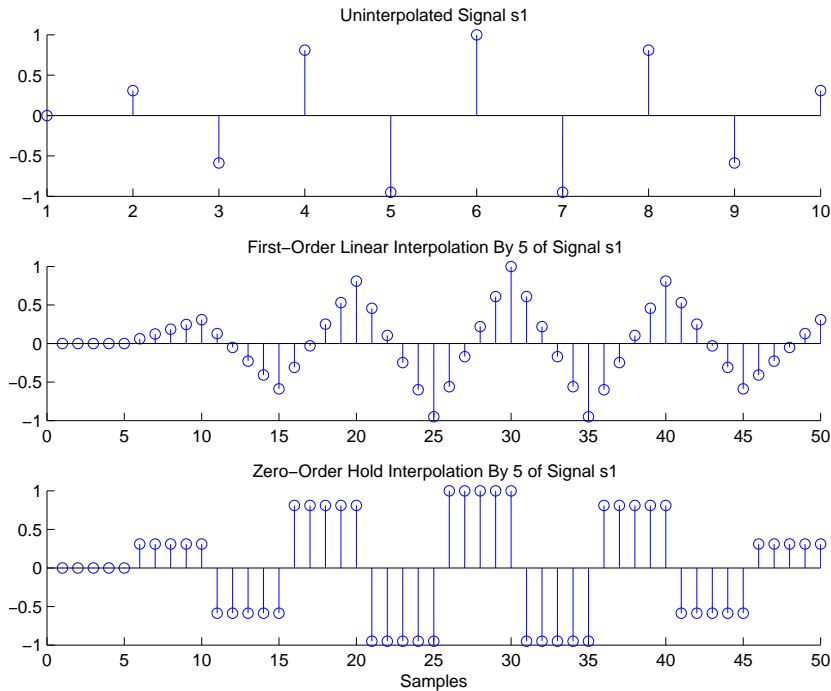 Uninterpolated Signal s1
1
0.5
0
−0.5
−1
1 2 3 4 5 6 7 8 9 10
First−Order Linear Interpolation By 5 of Signal s1
1
0.5
0
−0.5
−1
0 5 10 15 20 25 30 35 40 45 50
Zero−Order Hold Interpolation By 5 of Signal s1
1
0.5
0
−0.5
−1
0 5 10 15 20 25 30 35 40 45 50
Samples